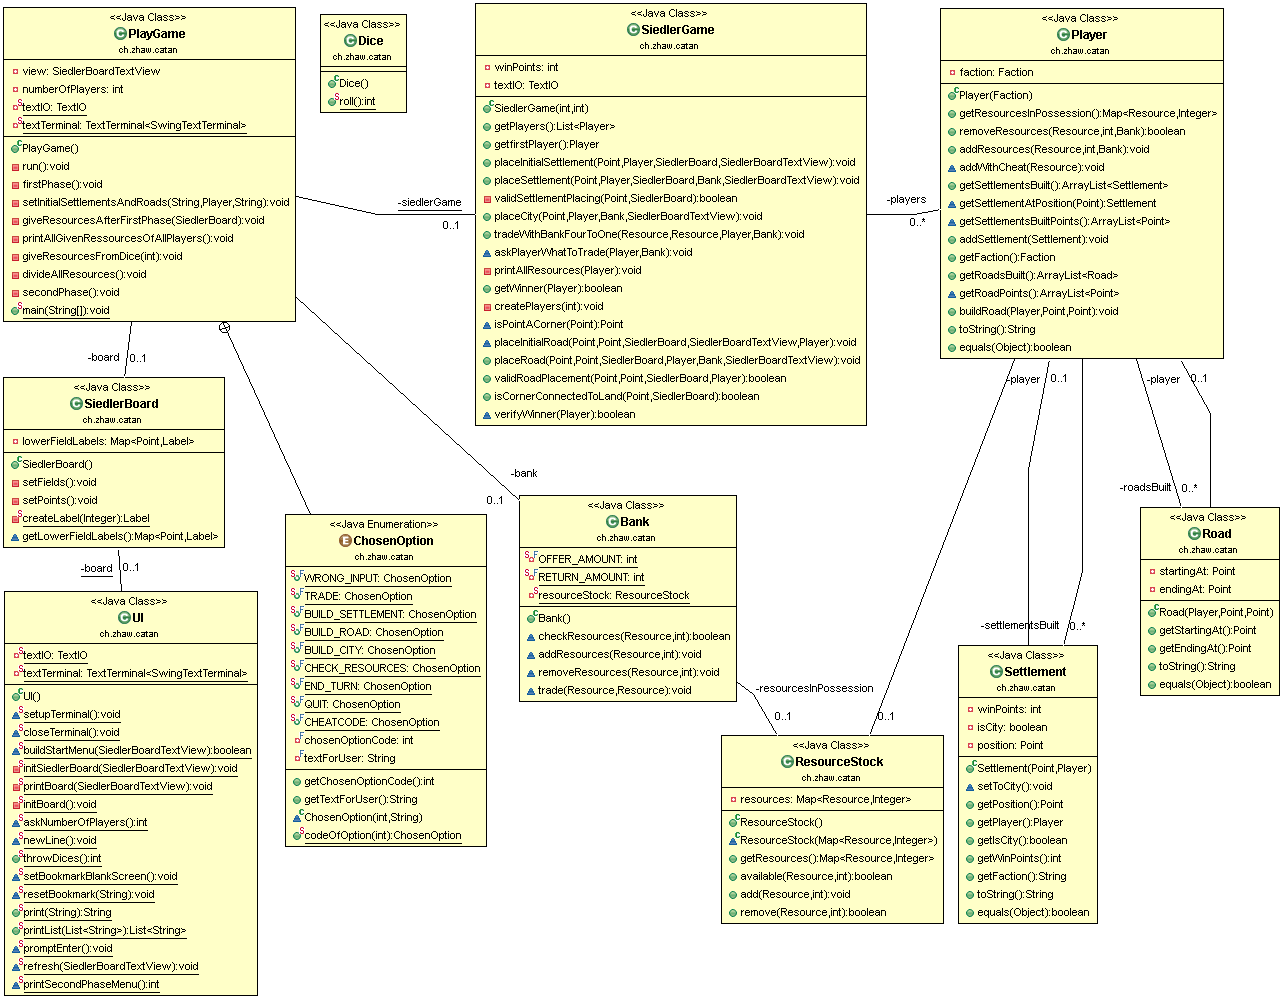 <<Java Class>>
PlayGame
ch.zhaw.catan
view: SiedlerBoardTextView
numberOfPlayers: int
textIO: TextIO
textTerminal: TextTerminal<SwingTextTerminal>
PlayGame()
run():void
firstPhase():void
setInitialSettlementsAndRoads(String,Player,String):void
giveResourcesAfterFirstPhase(SiedlerBoard):void
printAllGivenRessourcesOfAllPlayers():void
giveResourcesFromDice(int):void
divideAllResources():void
secondPhase():void
main(String[]):void
<<Java Class>>
Dice
ch.zhaw.catan
Dice()
roll():int
<<Java Class>>
SiedlerGame
ch.zhaw.catan
winPoints: int
textIO: TextIO
SiedlerGame(int,int)
getPlayers():List<Player>
getfirstPlayer():Player
placeInitialSettlement(Point,Player,SiedlerBoard,SiedlerBoardTextView):void
placeSettlement(Point,Player,SiedlerBoard,Bank,SiedlerBoardTextView):void
validSettlementPlacing(Point,SiedlerBoard):boolean
placeCity(Point,Player,Bank,SiedlerBoardTextView):void
tradeWithBankFourToOne(Resource,Resource,Player,Bank):void
askPlayerWhatToTrade(Player,Bank):void
printAllResources(Player):void
getWinner(Player):boolean
createPlayers(int):void
isPointACorner(Point):Point
placeInitialRoad(Point,Point,SiedlerBoard,SiedlerBoardTextView,Player):void
placeRoad(Point,Point,SiedlerBoard,Player,Bank,SiedlerBoardTextView):void
validRoadPlacement(Point,Point,SiedlerBoard,Player):boolean
isCornerConnectedToLand(Point,SiedlerBoard):boolean
verifyWinner(Player):boolean
<<Java Class>>
Player
ch.zhaw.catan
faction: Faction
Player(Faction)
getResourcesInPossession():Map<Resource,Integer>
removeResources(Resource,int,Bank):boolean
addResources(Resource,int,Bank):void
addWithCheat(Resource):void
getSettlementsBuilt():ArrayList<Settlement>
getSettlementAtPosition(Point):Settlement
getSettlementsBuiltPoints():ArrayList<Point>
addSettlement(Settlement):void
getFaction():Faction
getRoadsBuilt():ArrayList<Road>
getRoadPoints():ArrayList<Point>
buildRoad(Player,Point,Point):void
toString():String
equals(Object):boolean
-siedlerGame
0..1
-players
0..*
-board
0..1
-bank
0..1
-player
0..1
-player
0..1
-roadsBuilt
0..*
-settlementsBuilt
0..*
-resourcesInPossession
0..1
0..1
-board
0..1
<<Java Class>>
SiedlerBoard
ch.zhaw.catan
lowerFieldLabels: Map<Point,Label>
SiedlerBoard()
setFields():void
setPoints():void
createLabel(Integer):Label
getLowerFieldLabels():Map<Point,Label>
<<Java Class>>
UI
ch.zhaw.catan
textIO: TextIO
textTerminal: TextTerminal<SwingTextTerminal>
UI()
setupTerminal():void
closeTerminal():void
buildStartMenu(SiedlerBoardTextView):boolean
initSiedlerBoard(SiedlerBoardTextView):void
printBoard(SiedlerBoardTextView):void
initBoard():void
askNumberOfPlayers():int
newLine():void
throwDices():int
setBookmarkBlankScreen():void
resetBookmark(String):void
print(String):String
printList(List<String>):List<String>
promptEnter():void
refresh(SiedlerBoardTextView):void
printSecondPhaseMenu():int
<<Java Enumeration>>
ChosenOption
ch.zhaw.catan
WRONG_INPUT: ChosenOption
TRADE: ChosenOption
BUILD_SETTLEMENT: ChosenOption
BUILD_ROAD: ChosenOption
BUILD_CITY: ChosenOption
CHECK_RESOURCES: ChosenOption
END_TURN: ChosenOption
QUIT: ChosenOption
CHEATCODE: ChosenOption
chosenOptionCode: int
textForUser: String
getChosenOptionCode():int
getTextForUser():String
ChosenOption(int,String)
codeOfOption(int):ChosenOption
<<Java Class>>
Bank
ch.zhaw.catan
OFFER_AMOUNT: int
RETURN_AMOUNT: int
resourceStock: ResourceStock
Bank()
checkResources(Resource,int):boolean
addResources(Resource,int):void
removeResources(Resource,int):void
trade(Resource,Resource):void
<<Java Class>>
ResourceStock
ch.zhaw.catan
resources: Map<Resource,Integer>
ResourceStock()
ResourceStock(Map<Resource,Integer>)
getResources():Map<Resource,Integer>
available(Resource,int):boolean
add(Resource,int):void
remove(Resource,int):boolean
<<Java Class>>
Settlement
ch.zhaw.catan
winPoints: int
isCity: boolean
position: Point
Settlement(Point,Player)
setToCity():void
getPosition():Point
getPlayer():Player
getIsCity():boolean
getWinPoints():int
getFaction():String
toString():String
equals(Object):boolean
<<Java Class>>
Road
ch.zhaw.catan
startingAt: Point
endingAt: Point
Road(Player,Point,Point)
getStartingAt():Point
getEndingAt():Point
toString():String
equals(Object):boolean